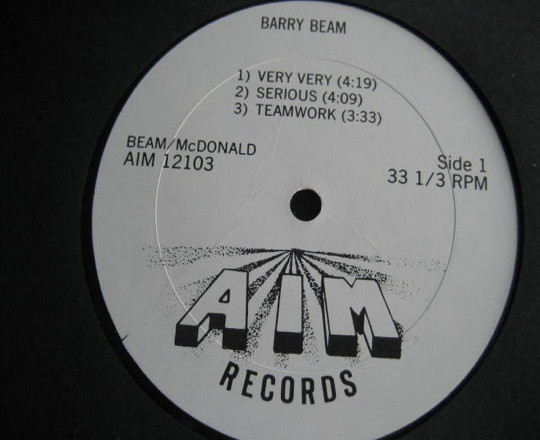 BARRY BEAM
1) VERY VERY (4:19)
2) SERIOUS (4:09)
3) TEAMWORK (3:33)
BEAM/McDONALD
AIM 12103
Side 1
33 1/3 RPM
AIM
RECORDS